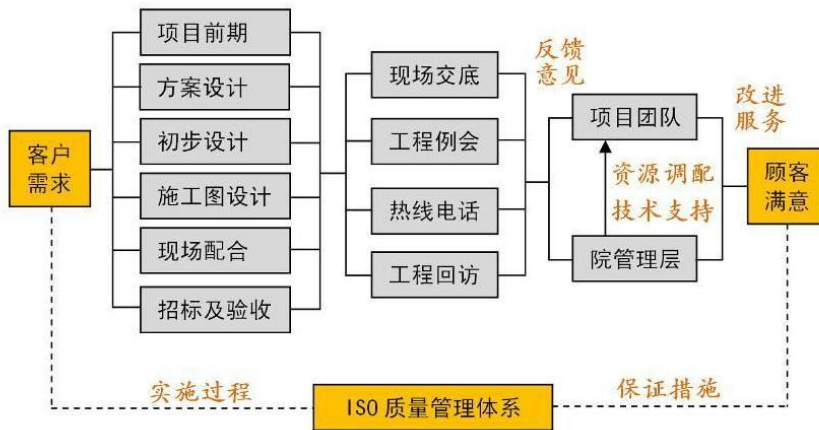 客户
需求
项目前期
方案设计
初步设计
施工图设计
现场配合
招标及验收
现场交底
工程例会
热线电话
工程回访
反馈
意见
项目团队
资源调配
技术支持
院管理层
改进
服务
顾客
满意
实施过程
ISO 质量管理体系
保证措施